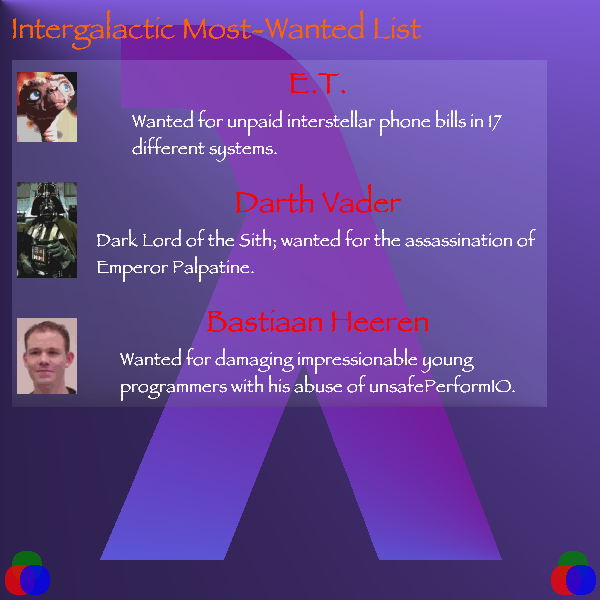 Intergalactic Most-Wanted List
E.T.
Wanted for unpaid interstellar phone bills in 17
different systems.
Darth Vader
Dark Lord of the Sith; wanted for the assassination of
Emperor Palpatine.
Bastiaan Heeren
Wanted for damaging impressionable young
programmers with his abuse of unsafePerformIO.